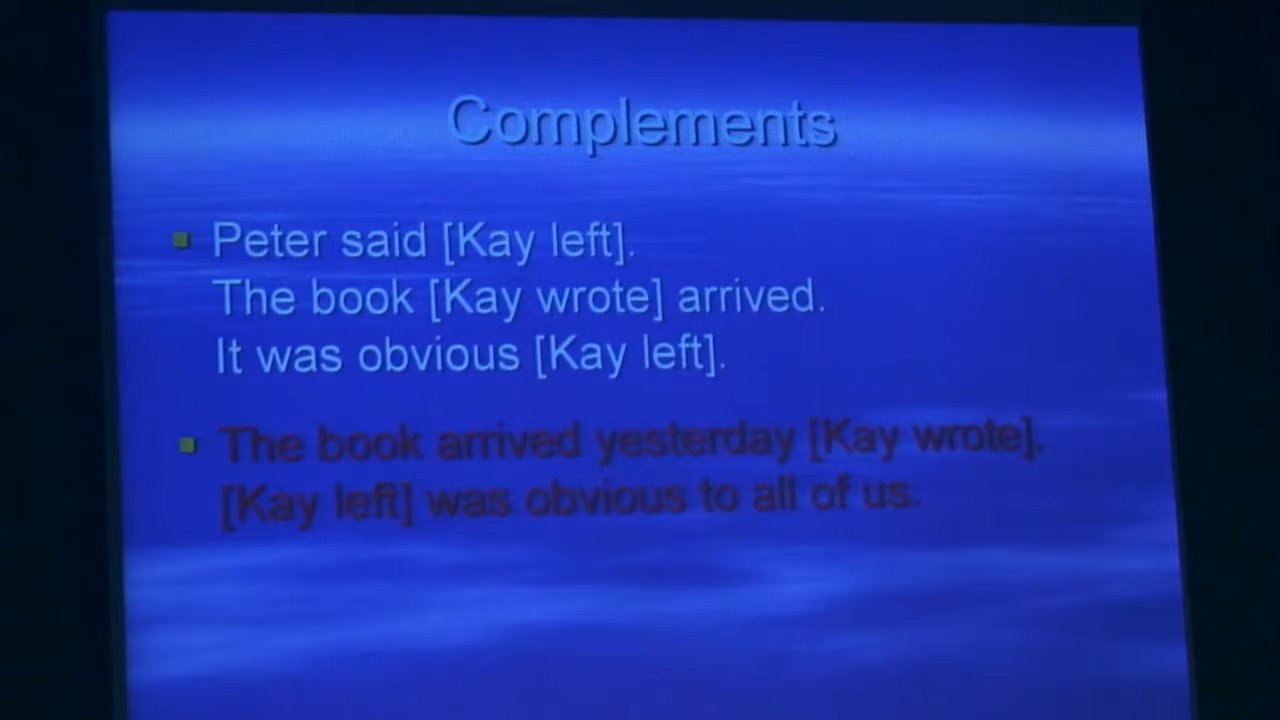 Complements
Peter said [Kay left].
The book [Kay wrote] arrived.
It was obvious [Kay left].
The book arrived yesterday [Kay wrote].
[Kay left] was obvious to all of us.